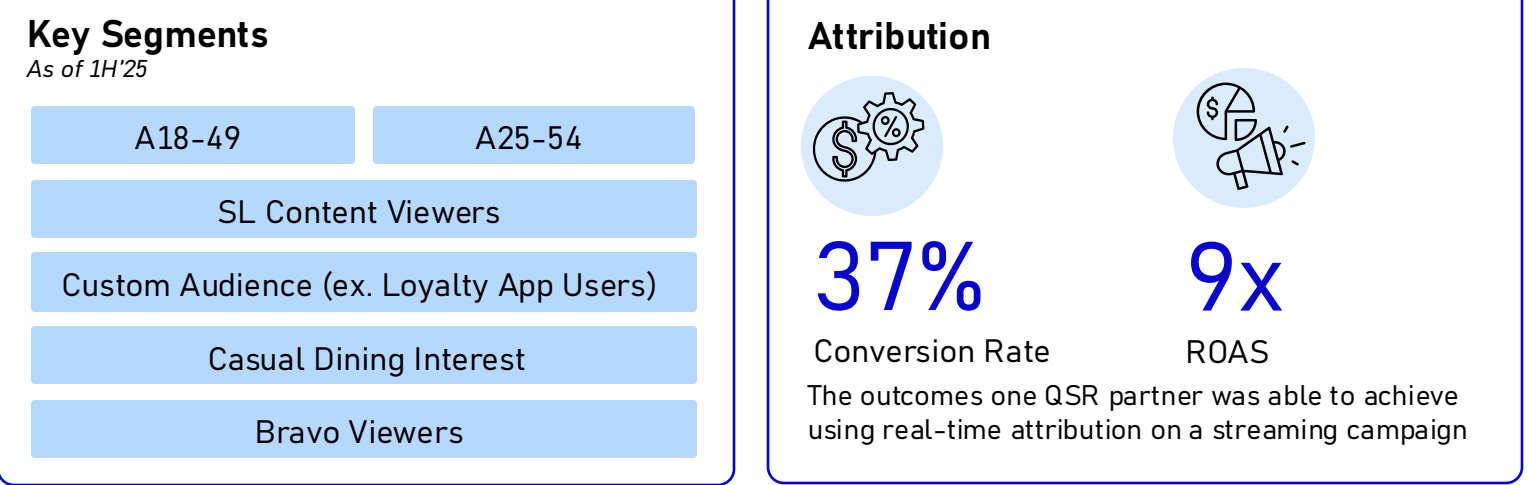 Key Segments
As of 1H'25
A18-49
A25-54
SL Content Viewers
Custom Audience (ex. Loyalty App Users)
Casual Dining Interest
Bravo Viewers
Attribution
$ %
$
37%
9x
Conversion Rate
ROAS
The outcomes one QSR partner was able to achieve
using real-time attribution on a streaming campaign